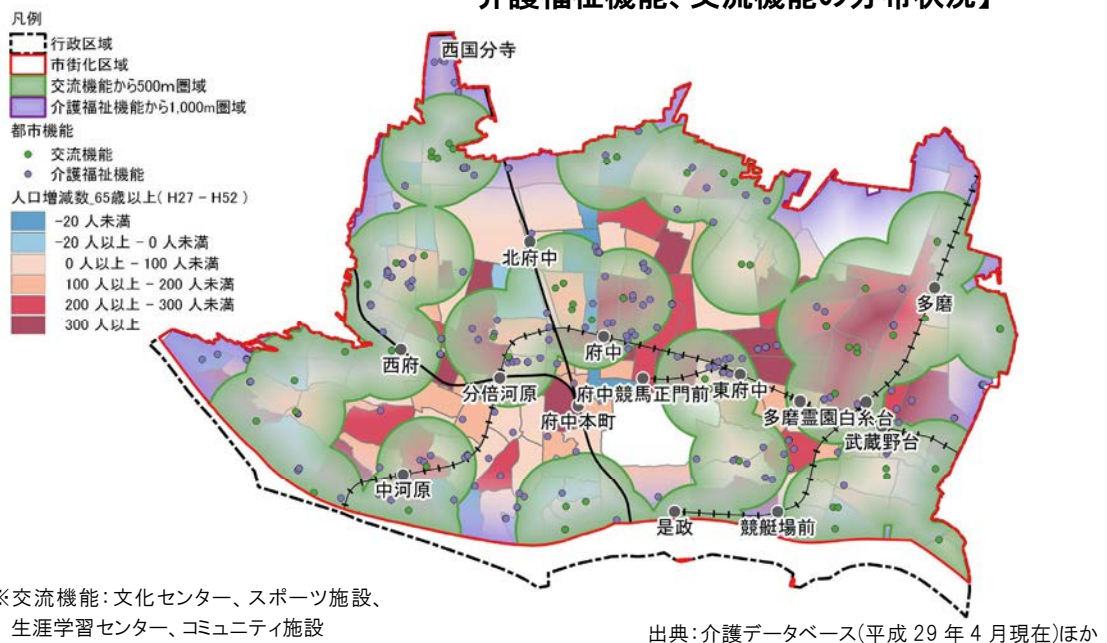 介護福祉機能、交流機能の分布状況】
凡例
行政区域
市街化区域
交流機能から500m圏域
介護福祉機能から1,000m圏域
都市機能
交流機能
介護福祉機能
人口増減数_65歳以上(H27-H52)
-20 人未満
-20 人以上 - 0 人未満
0 人以上 - 100 人未満
100 人以上 - 200 人未満
200 人以上 - 300 人未満
300 人以上
西国分寺
北府中
多磨
西府
府中
分倍河原
府中競馬正門前
東府中
府中本町
多磨霊園
白糸台
武蔵野台
中河原
是政
競艇場前
※交流機能:文化センター、スポーツ施設、
生涯学習センター、コミュニティ施設
出典:介護データベース(平成 29 年 4 月現在)ほか